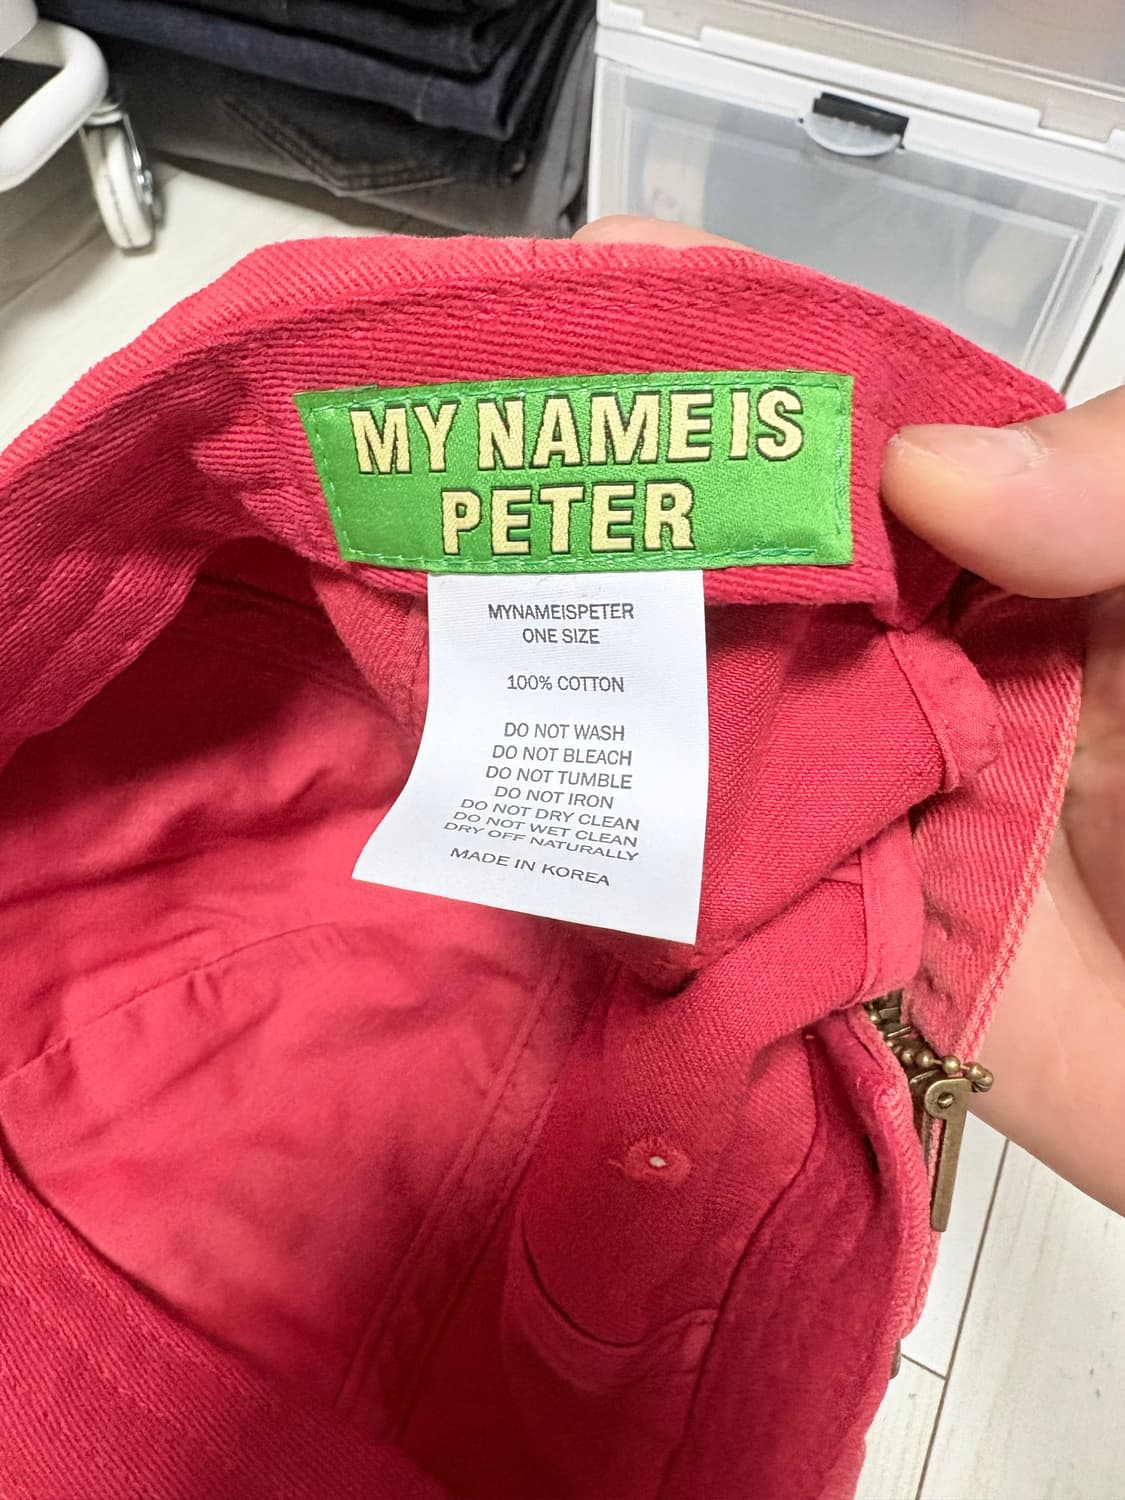 MY NAME IS
PETER
MYNAMEISPETER
ONE SIZE
100% COTTON
DO NOT WASH
DO NOT BLEACH
DO NOT TUMBLE
DO NOT IRON
DO NOT DRY CLEAN
DO NOT WET CLEAN
DRY OFF NATURALLY
MADE IN KOREA